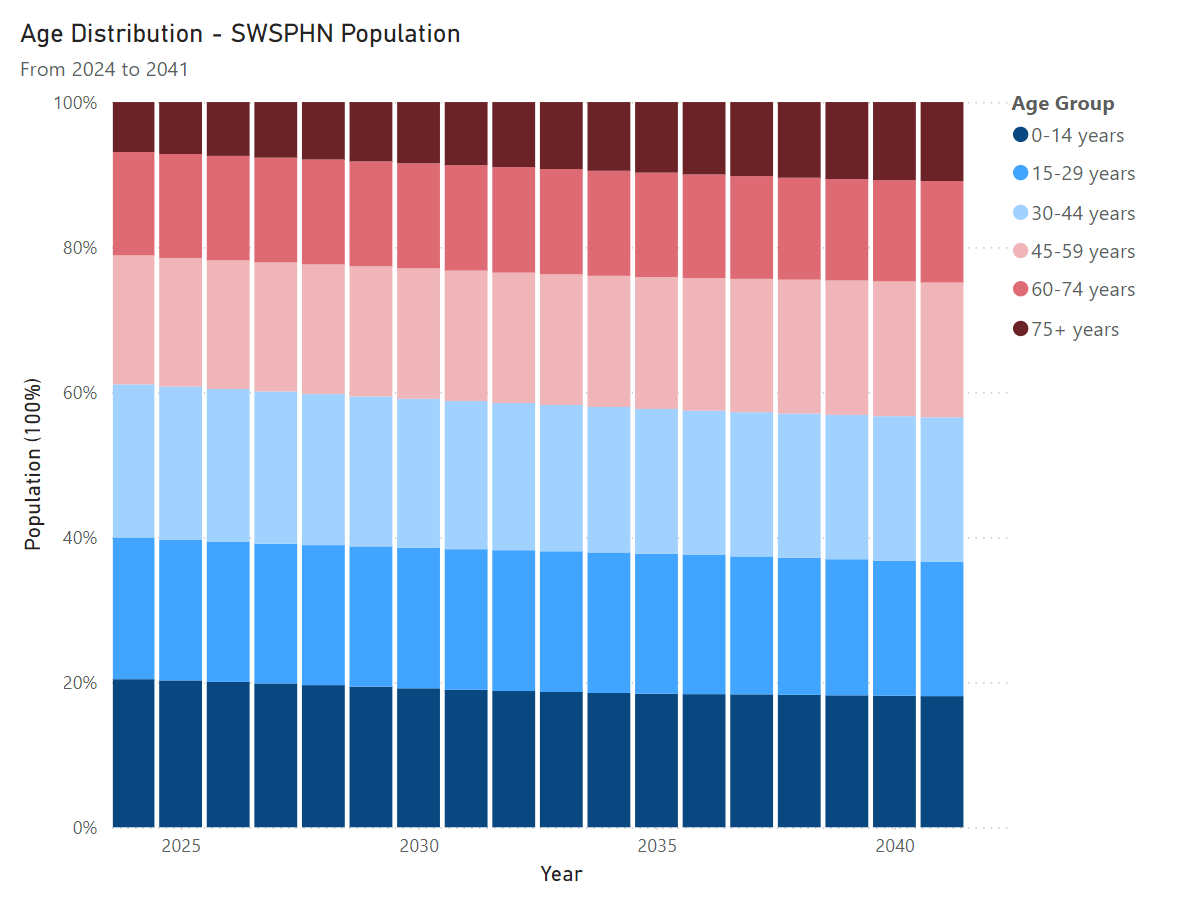 Age Distribution - SWSPHN Population
From 2024 to 2041
100%
80%
60%
40%
20%
0%
Population (100%)
2025
2030
2035
2040
Year
Age Group
0-14 years
15-29 years
30-44 years
45-59 years
60-74 years
75+ years